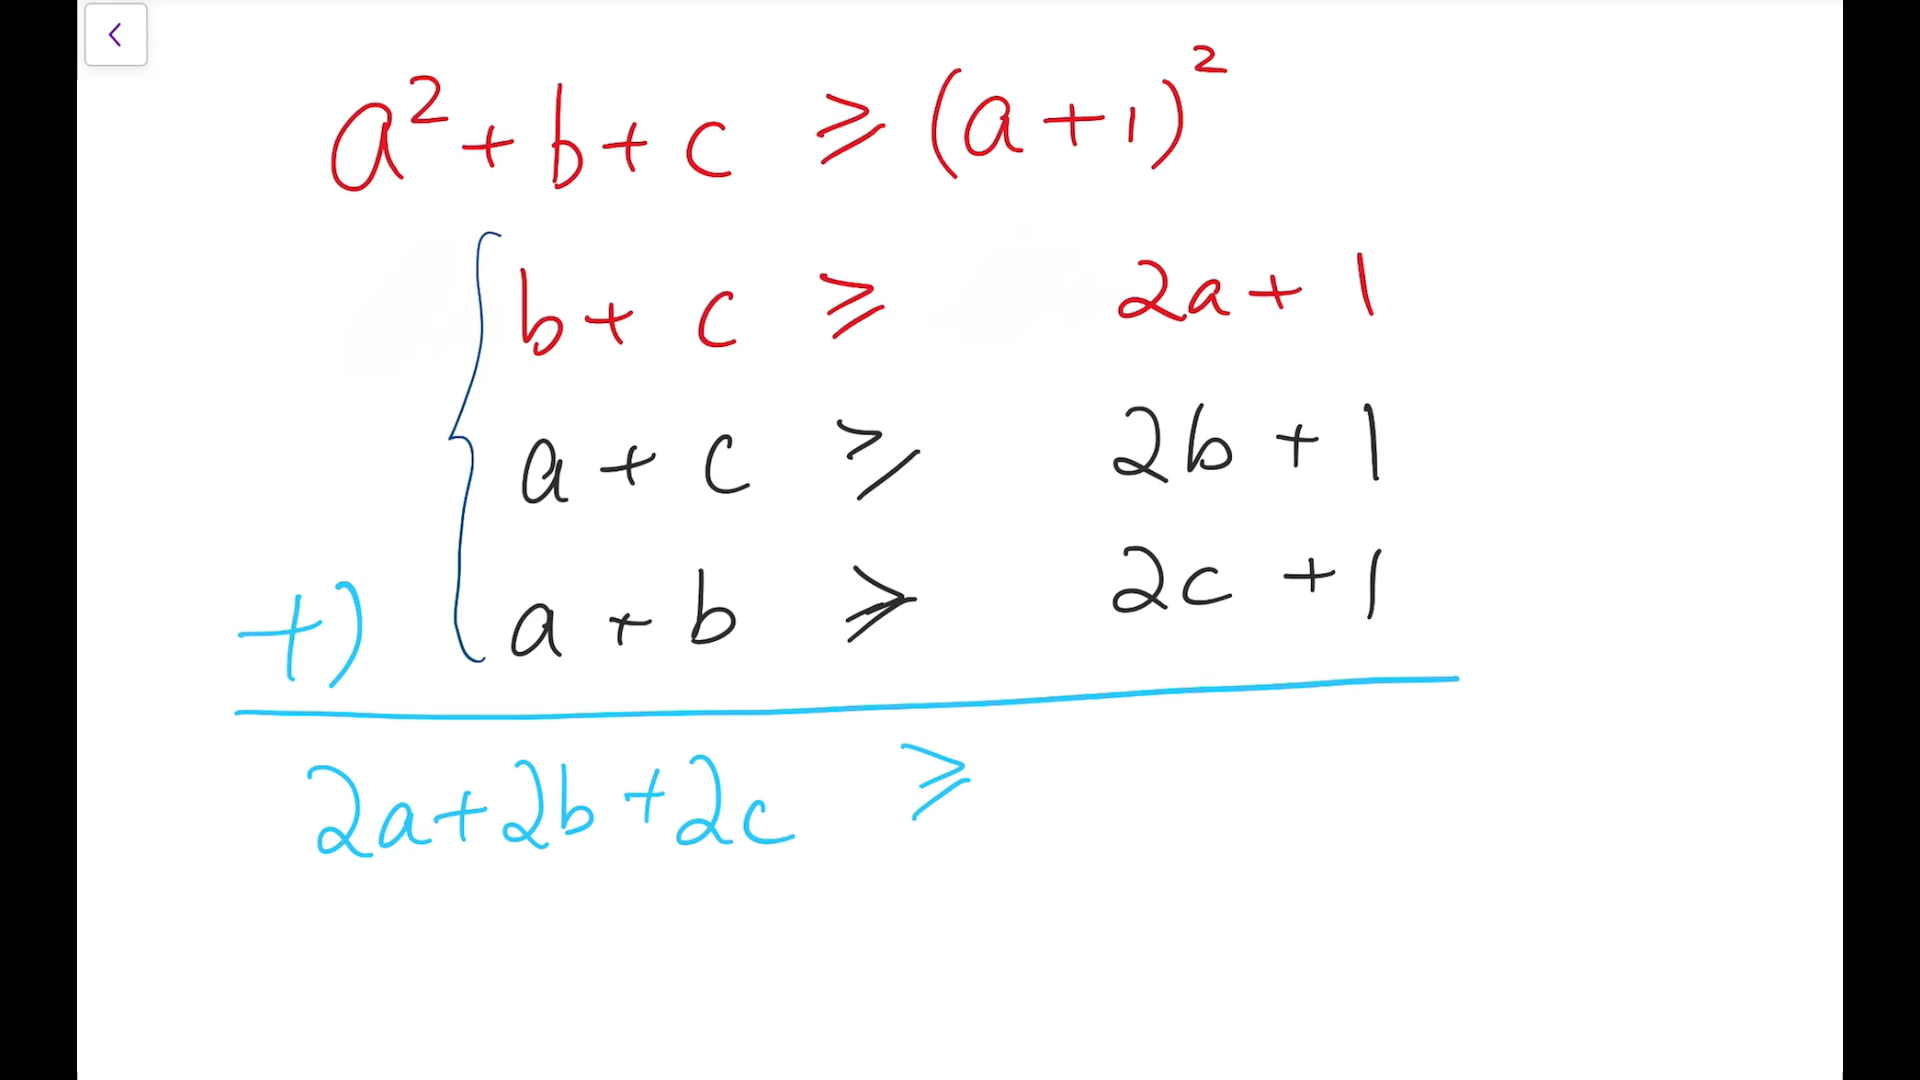 a² + b + c ≥ (a + 1)²
b + c ≥ 2a + 1
a + c ≥ 2b + 1
a + b ≥ 2c + 1
+)
2a + 2b + 2c ≥